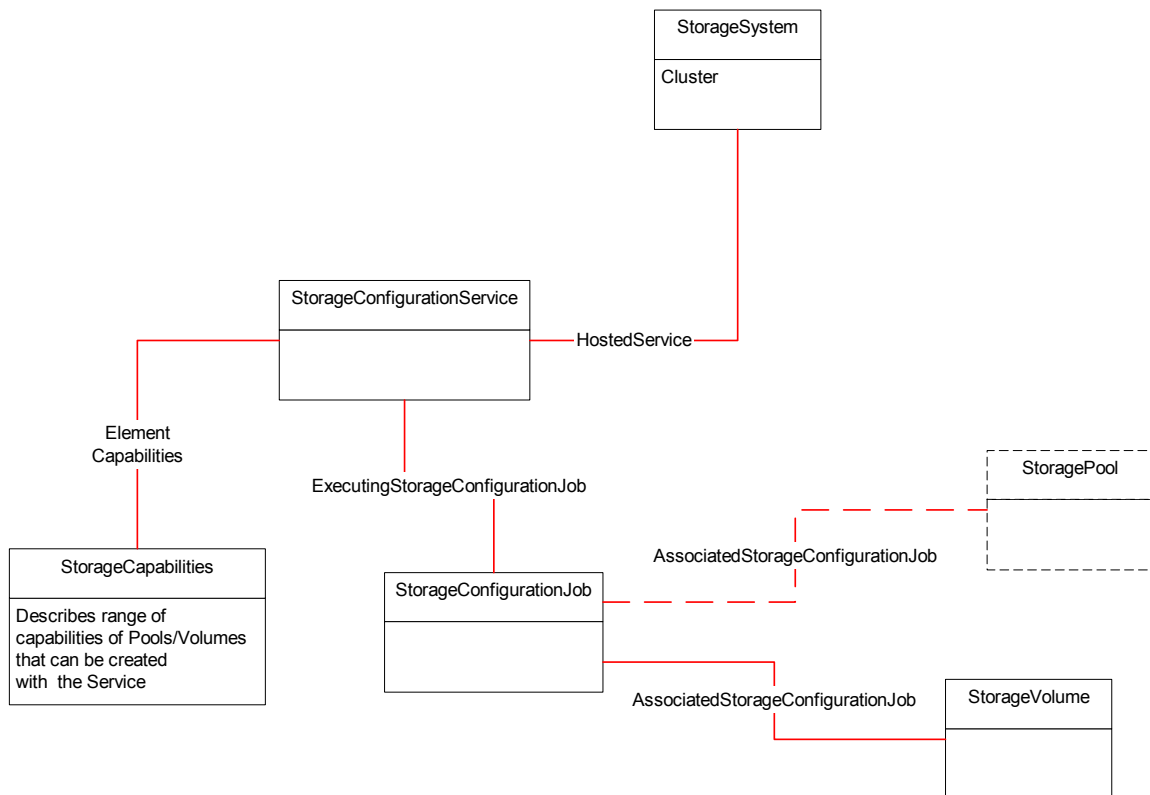 StorageSystem
Cluster
StorageConfigurationService
HostedService
Element
Capabilities
ExecutingStorageConfigurationJob
StoragePool
AssociatedStorageConfigurationJob
StorageCapabilities
Describes range of
capabilities of Pools/Volumes
that can be created
with the Service
StorageConfigurationJob
AssociatedStorageConfigurationJob
StorageVolume